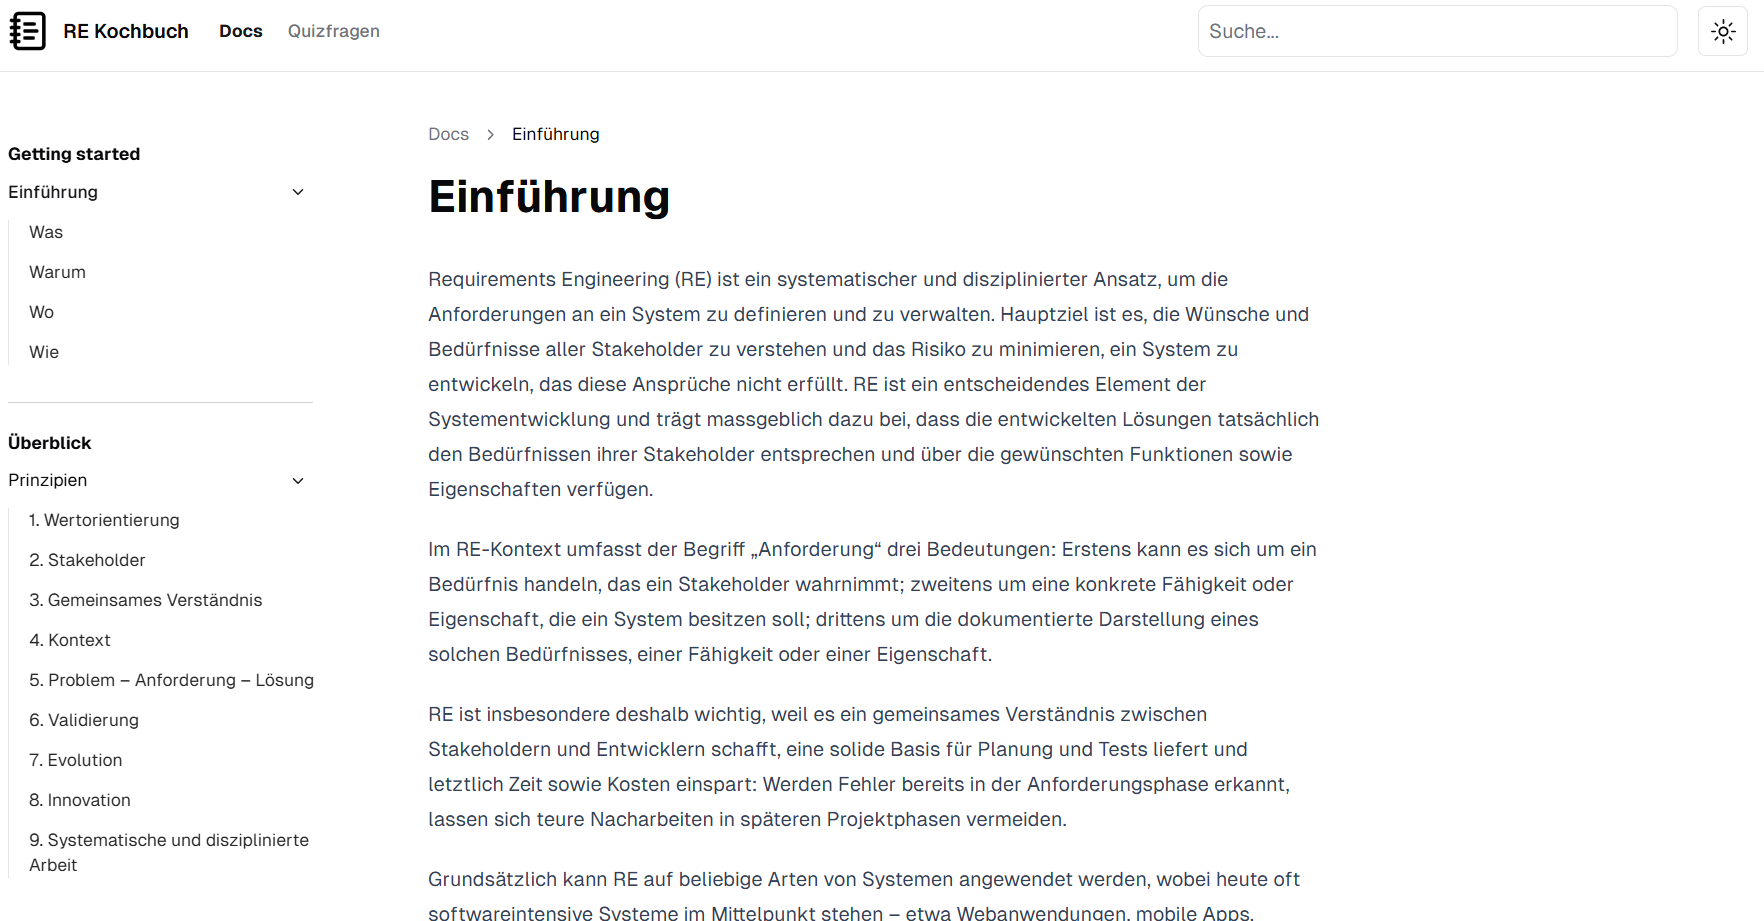 RE Kochbuch Docs Quizfragen Suche...
Getting started
Einführung
Was
Warum
Wo
Wie
Überblick
Prinzipien
1. Wertorientierung
2. Stakeholder
3. Gemeinsames Verständnis
4. Kontext
5. Problem – Anforderung – Lösung
6. Validierung
7. Evolution
8. Innovation
9. Systematische und disziplinierte
Arbeit
Docs > Einführung
Einführung
Requirements Engineering (RE) ist ein systematischer und disziplinierter Ansatz, um die
Anforderungen an ein System zu definieren und zu verwalten. Hauptziel ist es, die Wünsche und
Bedürfnisse aller Stakeholder zu verstehen und das Risiko zu minimieren, ein System zu
entwickeln, das diese Ansprüche nicht erfüllt. RE ist ein entscheidendes Element der
Systementwicklung und trägt massgeblich dazu bei, dass die entwickelten Lösungen tatsächlich
den Bedürfnissen ihrer Stakeholder entsprechen und über die gewünschten Funktionen sowie
Eigenschaften verfügen.
Im RE-Kontext umfasst der Begriff „Anforderung“ drei Bedeutungen: Erstens kann es sich um ein
Bedürfnis handeln, das ein Stakeholder wahrnimmt; zweitens um eine konkrete Fähigkeit oder
Eigenschaft, die ein System besitzen soll; drittens um die dokumentierte Darstellung eines
solchen Bedürfnisses, einer Fähigkeit oder einer Eigenschaft.
RE ist insbesondere deshalb wichtig, weil es ein gemeinsames Verständnis zwischen
Stakeholdern und Entwicklern schafft, eine solide Basis für Planung und Tests liefert und
letztlich Zeit sowie Kosten einspart: Werden Fehler bereits in der Anforderungsphase erkannt,
lassen sich teure Nacharbeiten in späteren Projektphasen vermeiden.
Grundsätzlich kann RE auf beliebige Arten von Systemen angewendet werden, wobei heute oft
softwareintensive Systeme im Mittelpunkt stehen – etwa Webanwendungen, mobile Apps,